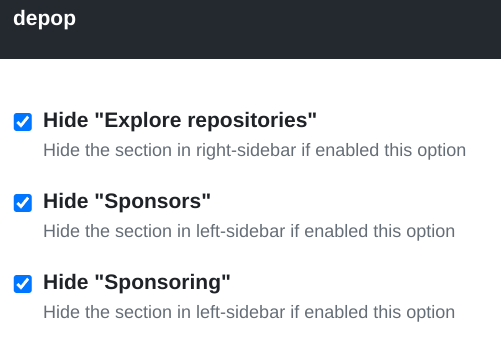 depop
Hide "Explore repositories"
Hide the section in right-sidebar if enabled this option
Hide "Sponsors"
Hide the section in left-sidebar if enabled this option
Hide "Sponsoring"
Hide the section in left-sidebar if enabled this option